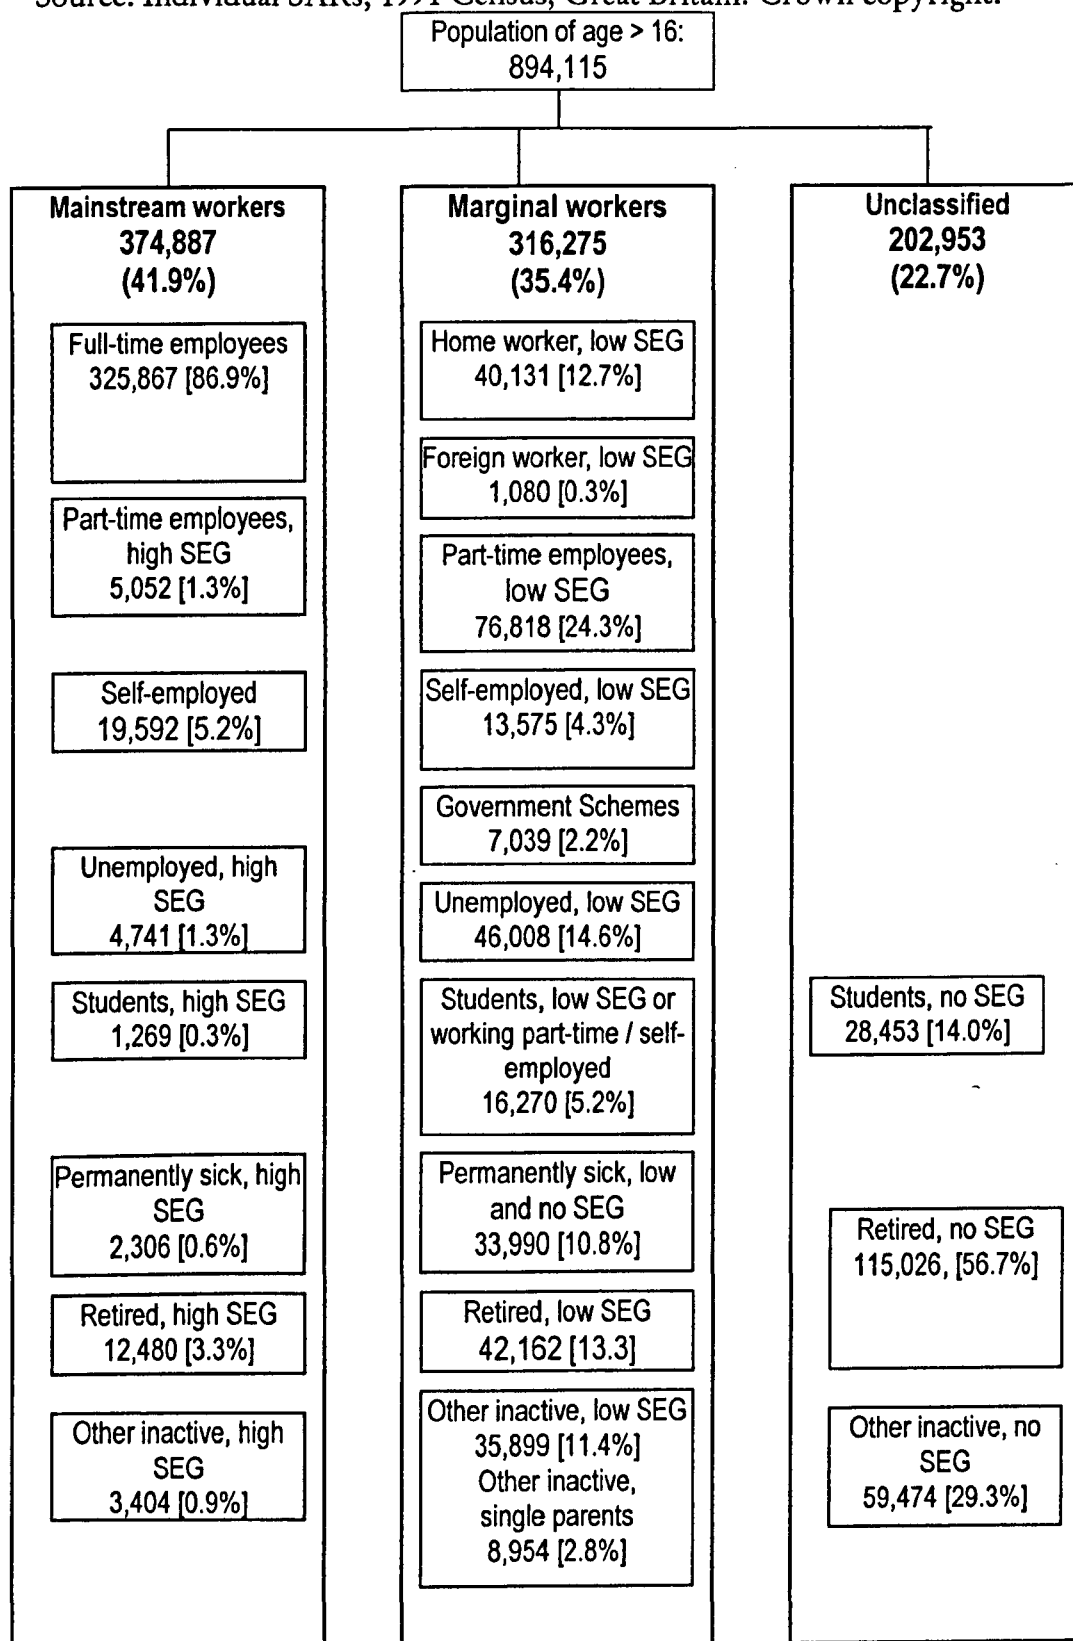 Source: Individual SARs, 1991 Census, Great Britain. Crown copyright.
Population of age > 16:
894,115
Mainstream workers
374,887
(41.9%)
Full-time employees
325,867 [86.9%]
Part-time employees,
high SEG
5,052 [1.3%]
Self-employed
19,592 [5.2%]
Unemployed, high
SEG
4,741 [1.3%]
Students, high SEG
1,269 [0.3%]
Permanently sick, high
SEG
2,306 [0.6%]
Retired, high SEG
12,480 [3.3%]
Other inactive, high
SEG
3,404 [0.9%]
Marginal workers
316,275
(35.4%)
Home worker, low SEG
40,131 [12.7%]
Foreign worker, low SEG
1,080 [0.3%]
Part-time employees,
low SEG
76,818 [24.3%]
Self-employed, low SEG
13,575 [4.3%]
Government Schemes
7,039 [2.2%]
Unemployed, low SEG
46,008 [14.6%]
Students, low SEG or
working part-time / self-
employed
16,270 [5.2%]
Permanently sick, low
and no SEG
33,990 [10.8%]
Retired, low SEG
42,162 [13.3]
Other inactive, low SEG
35,899 [11.4%]
Other inactive,
single parents
8,954 [2.8%]
Unclassified
202,953
(22.7%)
Students, no SEG
28,453 [14.0%]
Retired, no SEG
115,026, [56.7%]
Other inactive, no
SEG
59,474 [29.3%]